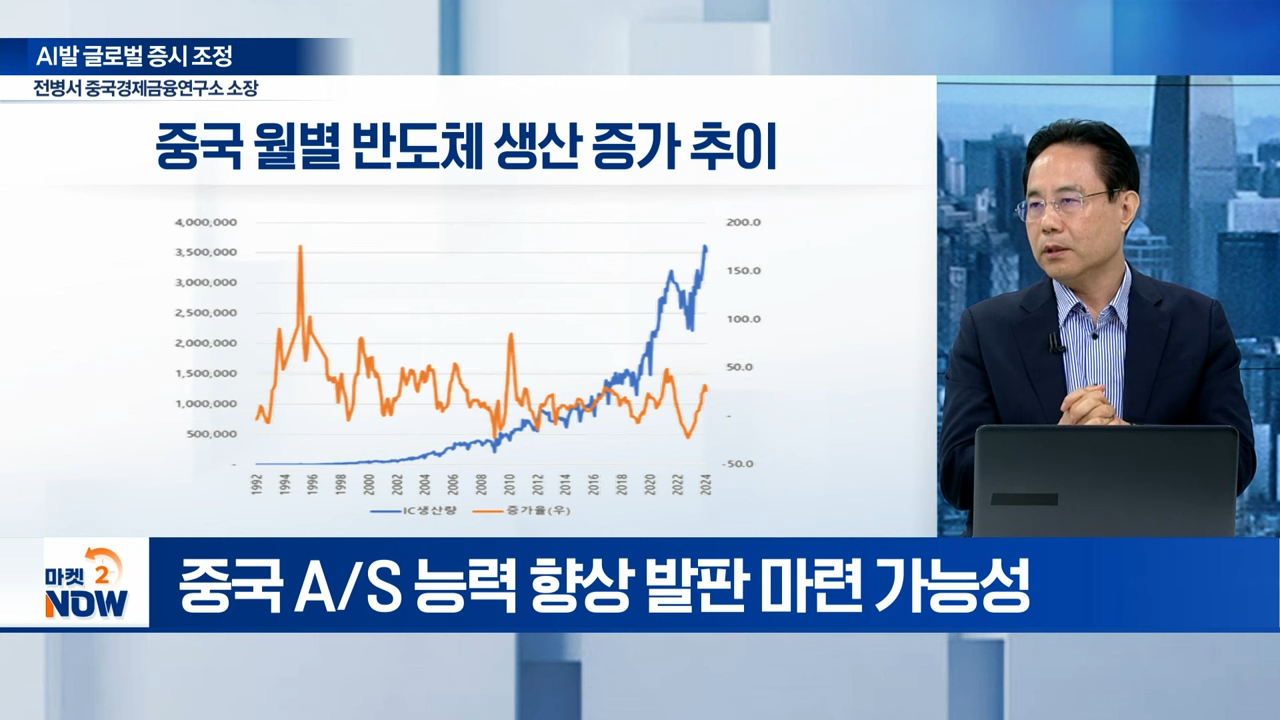 AI발 글로벌 증시 조정
전병서 중국경제금융연구소 소장
중국 월별 반도체 생산 증가 추이
4,000,000
3,500,000
3,000,000
2,500,000
2,000,000
1,500,000
1,000,000
500,000
-
200.0
150.0
100.0
50.0
-
-50.0
1992 1994 1996 1998 2000 2002 2004 2006 2008 2010 2012 2014 2016 2018 2020 2022 2024
IC생산량 증가율(우)
마켓 2
NOW
중국 A/S 능력 향상 발판 마련 가능성